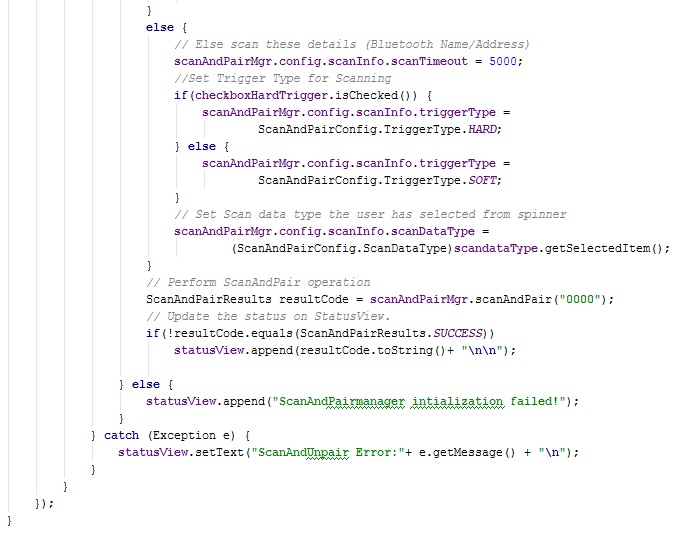 }
else {
// Else scan these details (Bluetooth Name/Address)
scanAndPairMgr.config.scanInfo.scanTimeout = 5000;
//Set Trigger Type for Scanning
if(checkboxHardTrigger.isChecked()) {
scanAndPairMgr.config.scanInfo.triggerType =
ScanAndPairConfig.TriggerType.HARD;
} else {
scanAndPairMgr.config.scanInfo.triggerType =
ScanAndPairConfig.TriggerType.SOFT;
}
// Set Scan data type the user has selected from spinner
scanAndPairMgr.config.scanInfo.scanDataType =
(ScanAndPairConfig.ScanDataType)scandataType.getSelectedItem();
}
// Perform ScanAndPair operation
ScanAndPairResults resultCode = scanAndPairMgr.scanAndPair("0000");
// Update the status on StatusView.
if(!resultCode.equals(ScanAndPairResults.SUCCESS))
statusView.append(resultCode.toString()+ "\n\n");
} else {
statusView.append("ScanAndPairmanager intialization failed!");
}
} catch (Exception e) {
statusView.setText("ScanAndUnpair Error:"+ e.getMessage() + "\n");
}
}
});
}